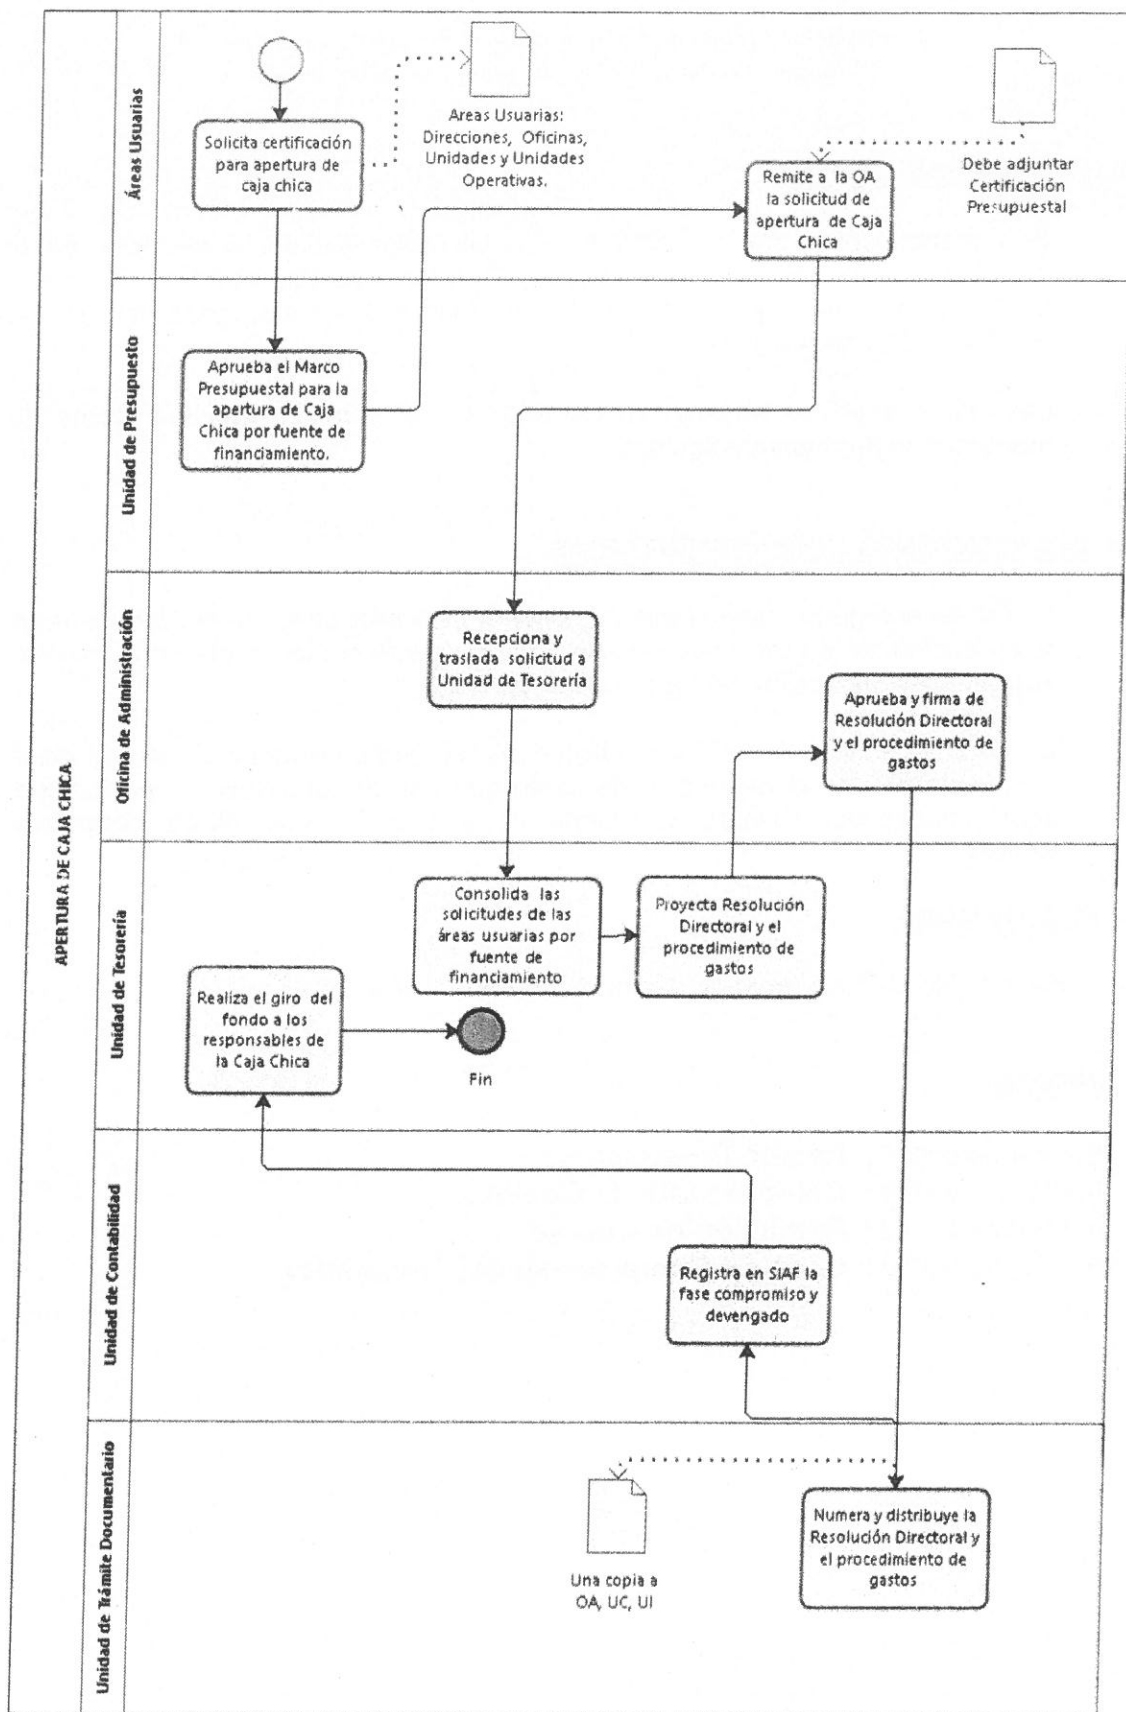 APERTURA DE CAJA CHICA
Áreas Usuarias
Solicita certificación
para apertura de
caja chica
Areas Usuarias:
Direcciones, Oficinas,
Unidades y Unidades
Operativas.
Remite a la OA
la solicitud de
apertura de Caja
Chica
Debe adjuntar
Certificación
Presupuestal
Unidad de Presupuesto
Aprueba el Marco
Presupuestal para la
apertura de Caja
Chica por fuente de
financiamiento.
Oficina de Administración
Recepciona y
traslada solicitud a
Unidad de Tesorería
Aprueba y firma de
Resolución Directoral
y el procedimiento de
gastos
Unidad de Tesorería
Consolida las
solicitudes de las
áreas usuarias por
fuente de
financiamiento
Proyecta Resolución
Directoral y el
procedimiento de
gastos
Realiza el giro del
fondo a los
responsables de
la Caja Chica
Fin
Unidad de Contabilidad
Registra en SIAF la
fase compromiso y
devengado
Unidad de Trámite Documentario
Una copia a
OA, UC, UI
Numera y distribuye la
Resolución Directoral y
el procedimiento de
gastos